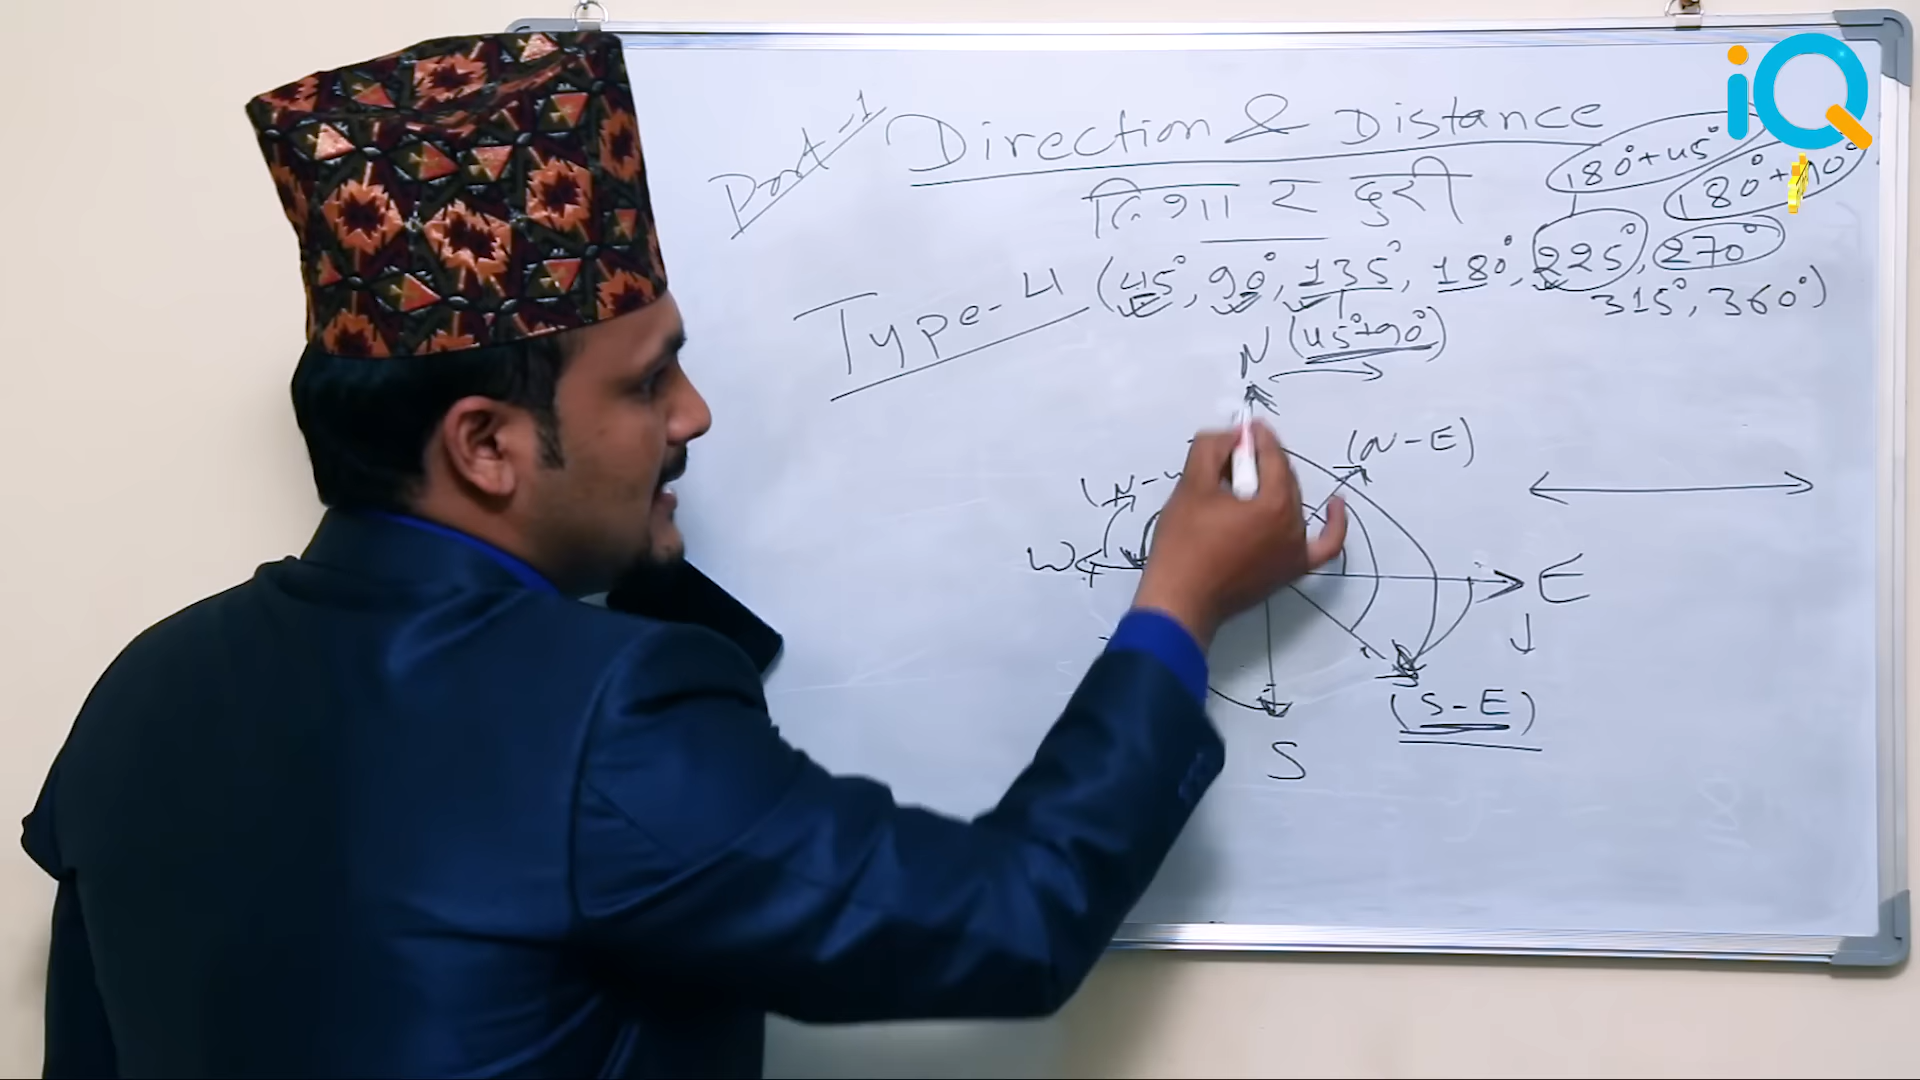 iQ
Part-1
Direction & Distance
दिशा र दुरी
180°+45°
180°+90°
Type-4 (45°, 90°, 135°, 180°, 225°, 270°
315°, 360°)
(45°+90°)
N
(N-E)
(N-
W
E
(S-E)
S